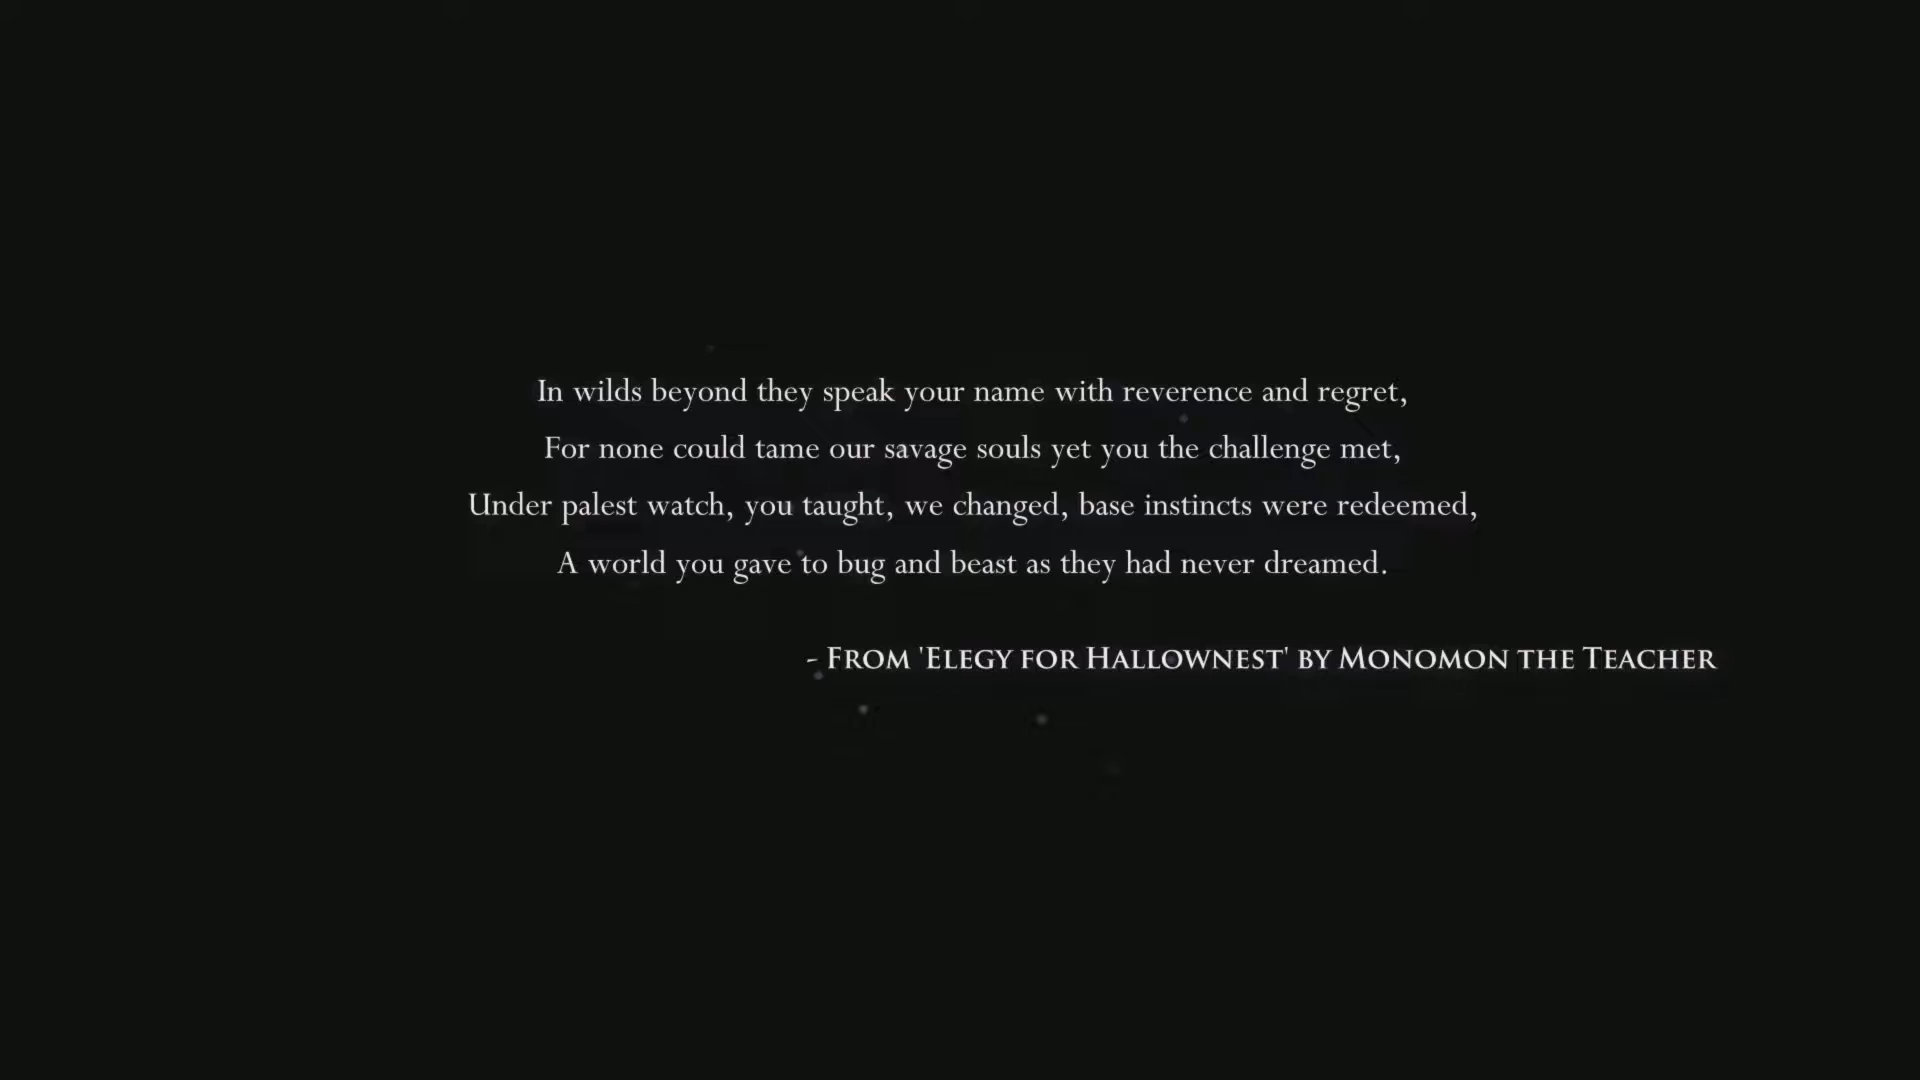 In wilds beyond they speak your name with reverence and regret,
For none could tame our savage souls yet you the challenge met,
Under palest watch, you taught, we changed, base instincts were redeemed,
A world you gave to bug and beast as they had never dreamed.
- From 'Elegy for Hallownest' by Monomon the Teacher